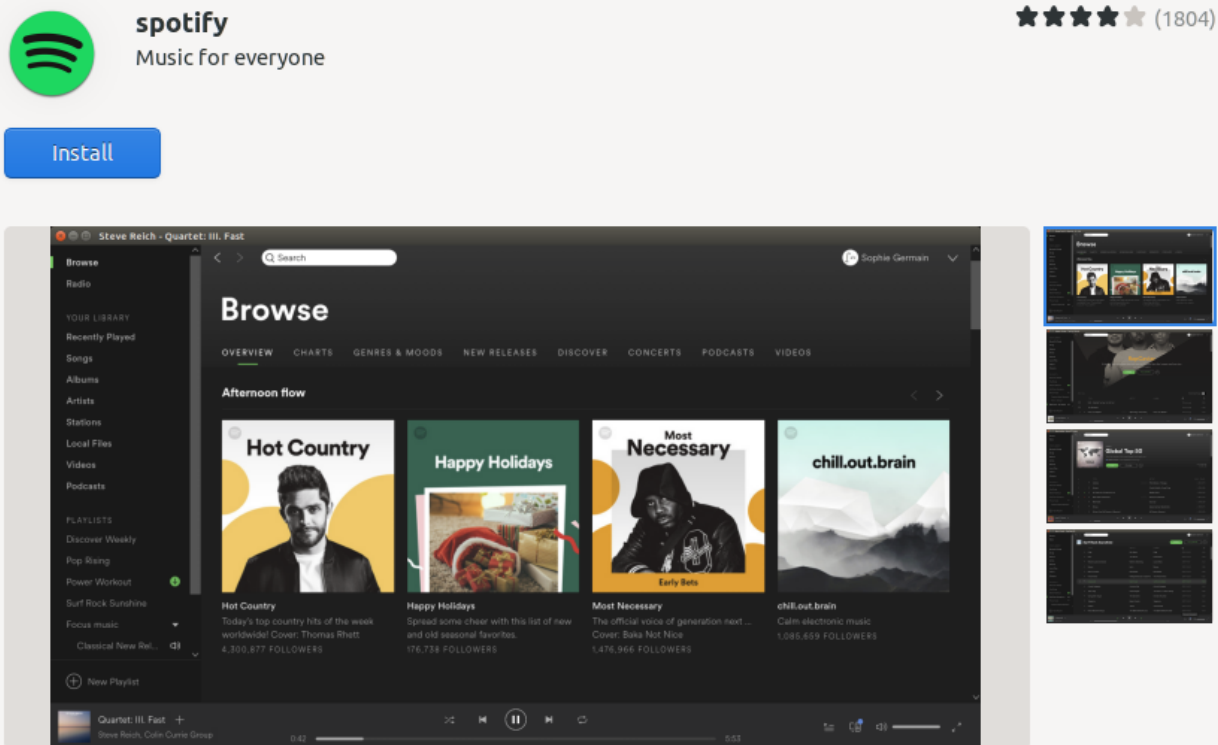 spotify
(1804)
Music for everyone
Install
Steve Reich - Quartet: III. Fast
Browse
Radio
YOUR LIBRARY
Recently Played
Songs
Albums
Artists
Stations
Local Files
Videos
Podcasts
PLAYLISTS
Discover Weekly
Pop Rising
Power Workout
Surf Rock Sunshine
Focus music
Classical New Rel...
New Playlist
Search
Sophie Germain
Browse
OVERVIEW CHARTS GENRES & MOODS NEW RELEASES DISCOVER CONCERTS PODCASTS VIDEOS
Afternoon flow
Hot Country
Happy Holidays
Most
Necessary
Early Bets
chill.out.brain
Hot Country
Today's top country hits of the week
worldwide! Cover: Thomas Rhett
4,300,877 FOLLOWERS
Happy Holidays
Spread some cheer with this list of new
and old seasonal favorites.
176,738 FOLLOWERS
Most Necessary
The official voice of generation next ...
Cover: Baka Not Nice
1,476,966 FOLLOWERS
chill.out.brain
Calm electronic music
1,085,659 FOLLOWERS
Quartet: III. Fast
Steve Reich, Colin Currie Group
0:42
5:53
Browse
Global Top 50
Surf Rock Sunshine